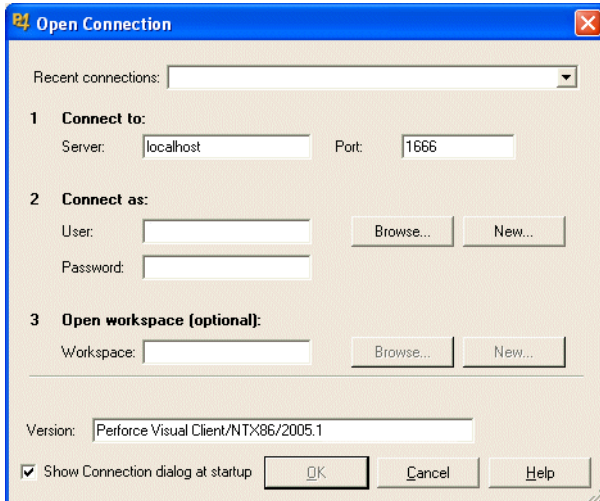 P4 Open Connection
Recent connections:
1 Connect to:
Server: localhost Port: 1666
2 Connect as:
User: Browse... New...
Password:
3 Open workspace (optional):
Workspace: Browse... New...
Version: Perforce Visual Client/NTX86/2005.1
Show Connection dialog at startup OK Cancel Help